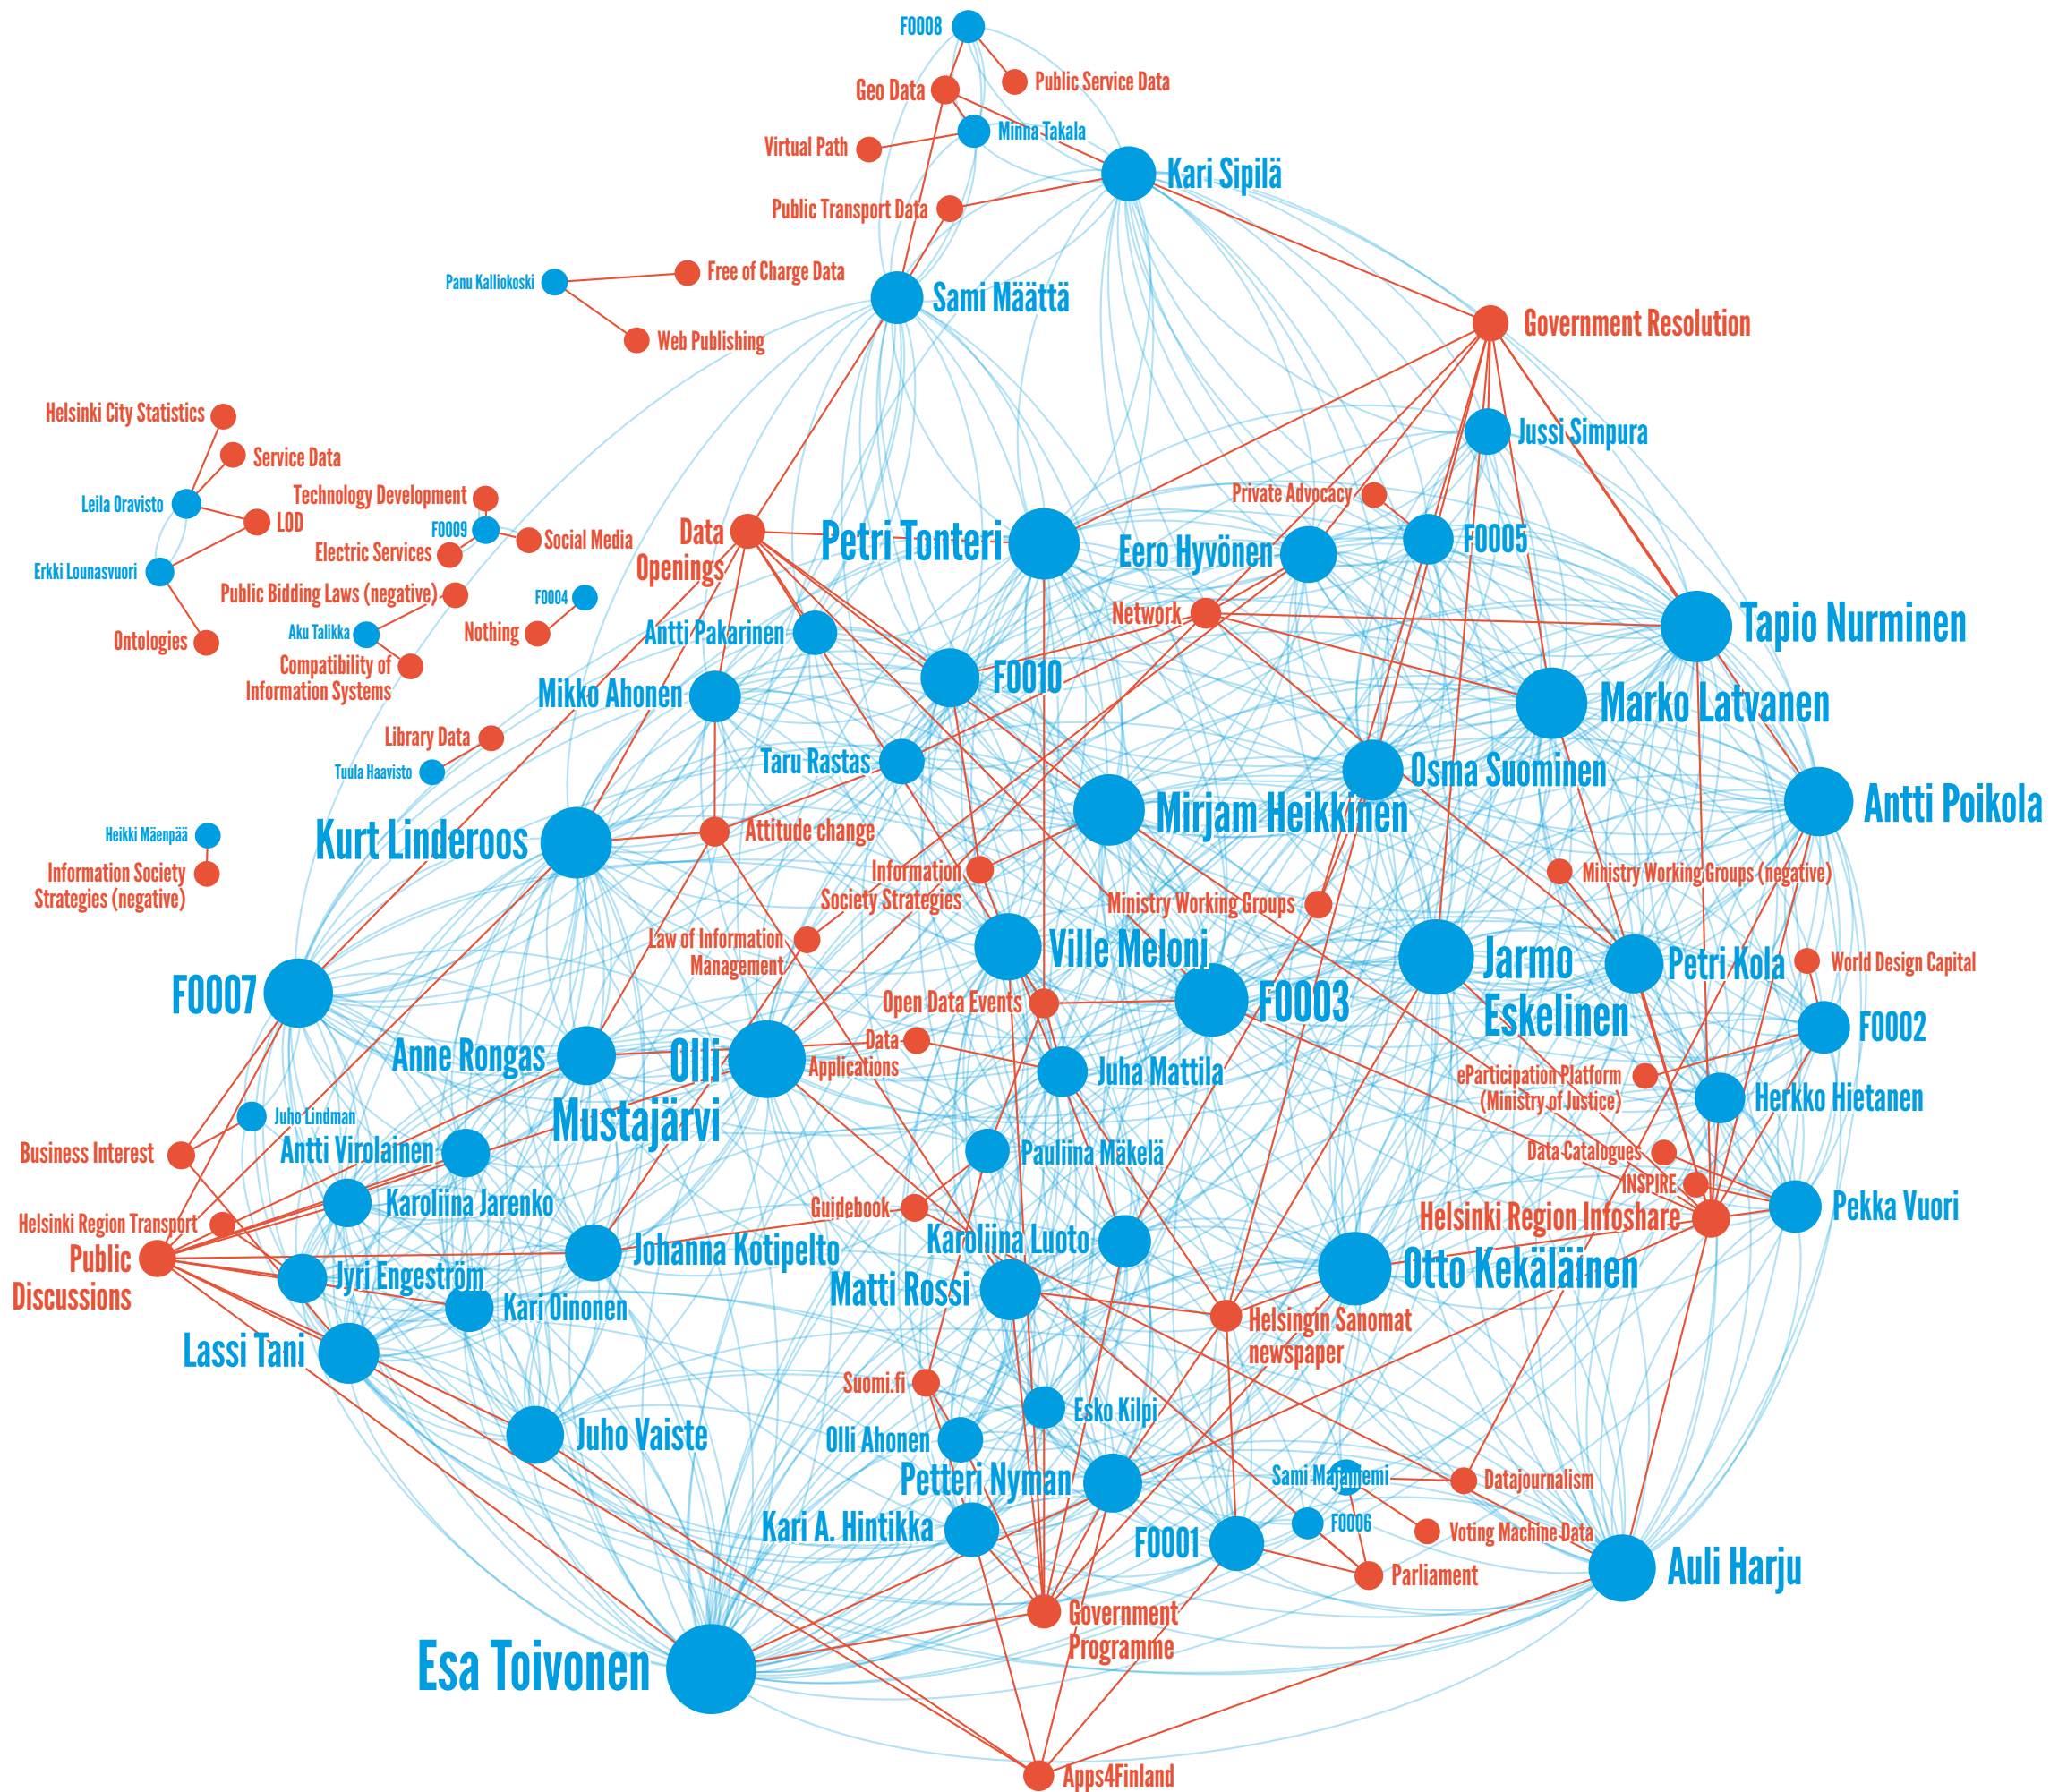 F0008
Public Service Data
Geo Data
Minna Takala
Virtual Path
Kari Sipilä
Public Transport Data
Panu Kalliokoski
Free of Charge Data
Sami Määttä
Web Publishing
Government Resolution
Helsinki City Statistics
Service Data
Jussi Simpura
Leila Oravisto
Technology Development
LOD
F0009
Social Media
Electric Services
Erkki Lounasvuori
Private Advocacy
Data
Openings
Petri Tonteri
Eero Hyvönen
F0005
Public Bidding Laws (negative)
F0004
Network
Tapio Nurminen
Aku Talikka
Nothing
Antti Pakarinen
Ontologies
Compatibility of
Information Systems
Mikko Ahonen
F0010
Marko Latvanen
Library Data
Tuula Haavisto
Taru Rastas
Osma Suominen
Antti Poikola
Mirjam Heikkinen
Heikki Mäenpää
Kurt Linderoos
Attitude change
Information Society
Strategies (negative)
Information
Society Strategies
Ministry Working Groups (negative)
Ministry Working Groups
Law of Information
Management
Ville Meloni
Jarmo
Eskelinen
Petri Kola
World Design Capital
F0007
Open Data Events
F0003
F0002
Anne Rongas
Olli
Mustajärvi
Data
Applications
Juha Mattila
eParticipation Platform
(Ministry of Justice)
Herkko Hietanen
Juho Lindman
Business Interest
Antti Virolainen
Pauliina Mäkelä
Data Catalogues
INSPIRE
Karoliina Jarenko
Guidebook
Helsinki Region Infoshare
Pekka Vuori
Helsinki Region Transport
Public
Discussions
Johanna Kotipelto
Karoliina Luoto
Jyri Engeström
Matti Rossi
Otto Kekäläinen
Kari Oinonen
Helsingin Sanomat
newspaper
Lassi Tani
Suomi.fi
Esko Kilpi
Juho Vaiste
Olli Ahonen
Petteri Nyman
Sami Majaniemi
Datajournalism
Kari A. Hintikka
F0001
F0006
Voting Machine Data
Parliament
Auli Harju
Government
Programme
Esa Toivonen
Apps4Finland